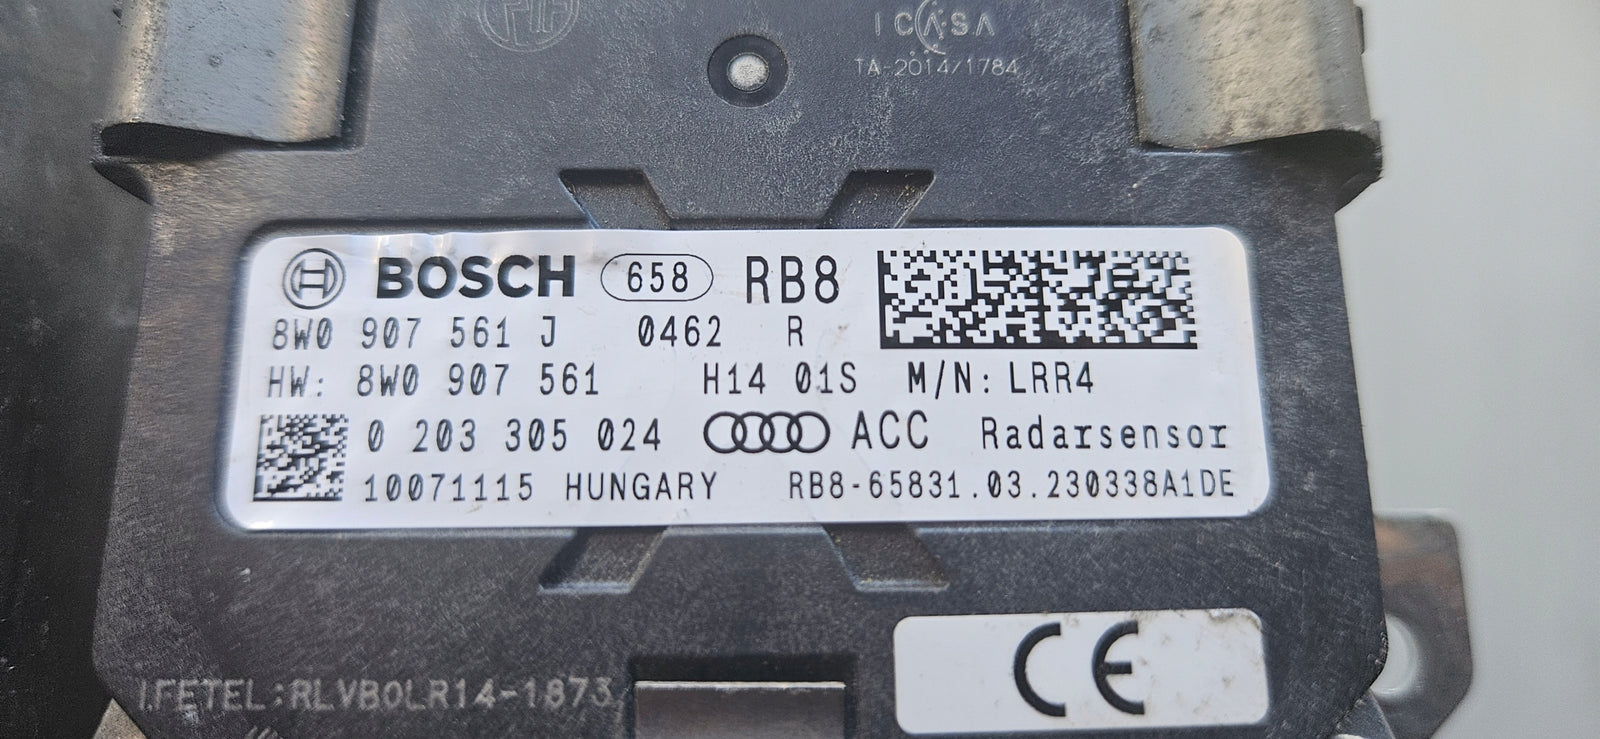 ICASA
TA-2014/1784
BOSCH 658 RB8
8W0 907 561 J 0462 R
HW: 8W0 907 561 H14 01S M/N: LRR4
0 203 305 024 ACC Radarsensor
10071115 HUNGARY RB8-65831.03.230338A1DE
CE
IFETEL:RLVBOLR14-1873